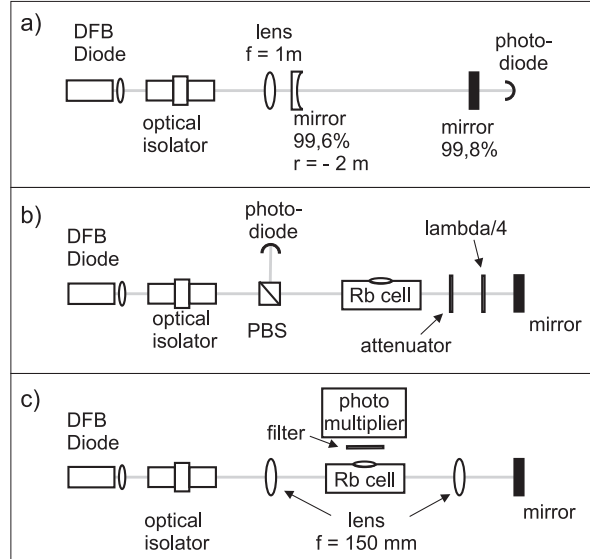 a)
DFB
Diode
optical
isolator
lens
f = 1m
mirror
99,6%
r = - 2 m
mirror
99,8%
photo-
diode
b)
DFB
Diode
optical
isolator
photo-
diode
PBS
Rb cell
attenuator
lambda/4
mirror
c)
DFB
Diode
optical
isolator
filter
photo
multiplier
Rb cell
lens
f = 150 mm
mirror